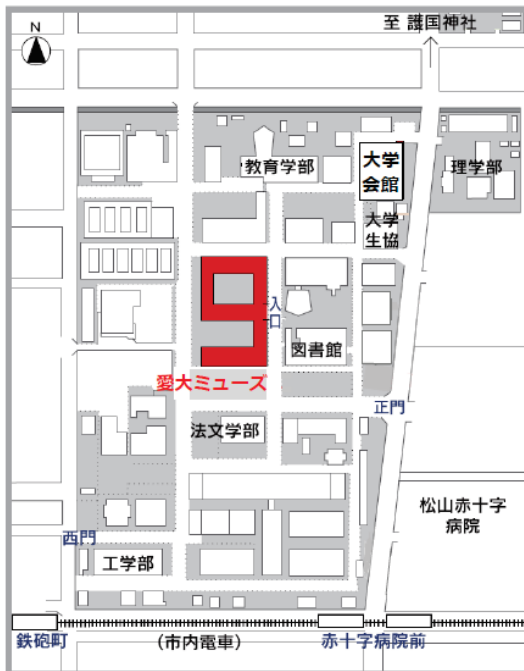 N
至 護国神社
教育学部
大学
会館
理学部
大学
生協
入
口
図書館
愛大ミューズ
正門
法文学部
松山赤十字
病院
西門
工学部
鉄砲町
(市内電車)
赤十字病院前